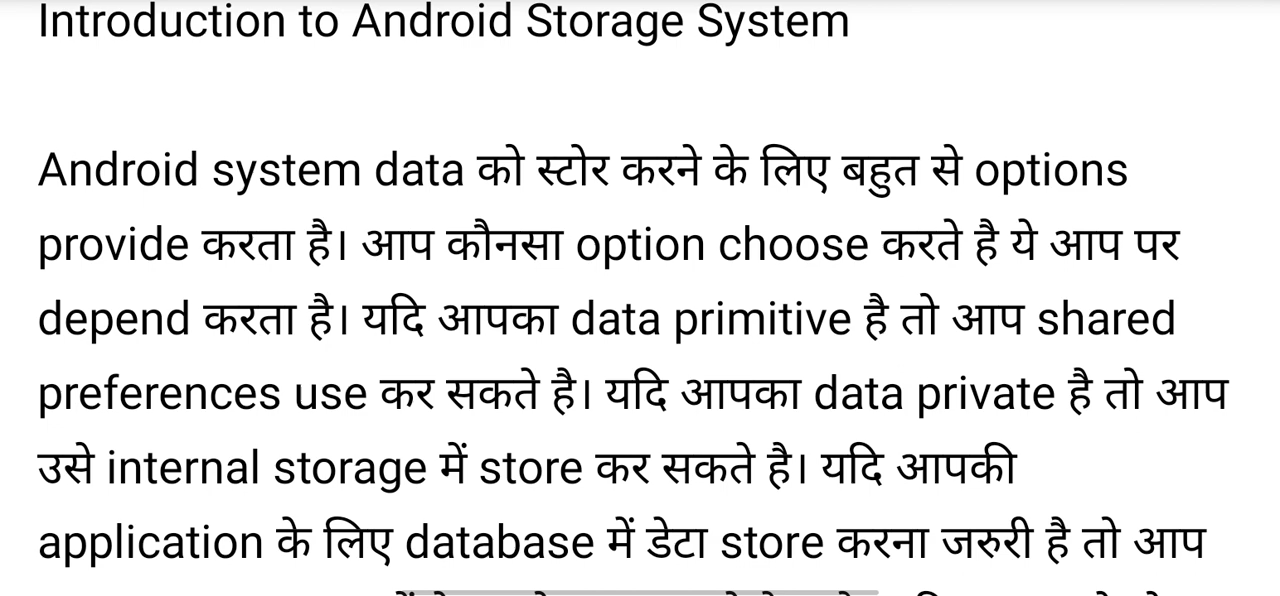 Introduction to Android Storage System
Android system data को स्टोर करने के लिए बहुत से options
provide करता है। आप कौनसा option choose करते है ये आप पर
depend करता है। यदि आपका data primitive है तो आप shared
preferences use कर सकते है। यदि आपका data private है तो आप
उसे internal storage में store कर सकते है। यदि आपकी
application के लिए database में डेटा store करना जरुरी है तो आप